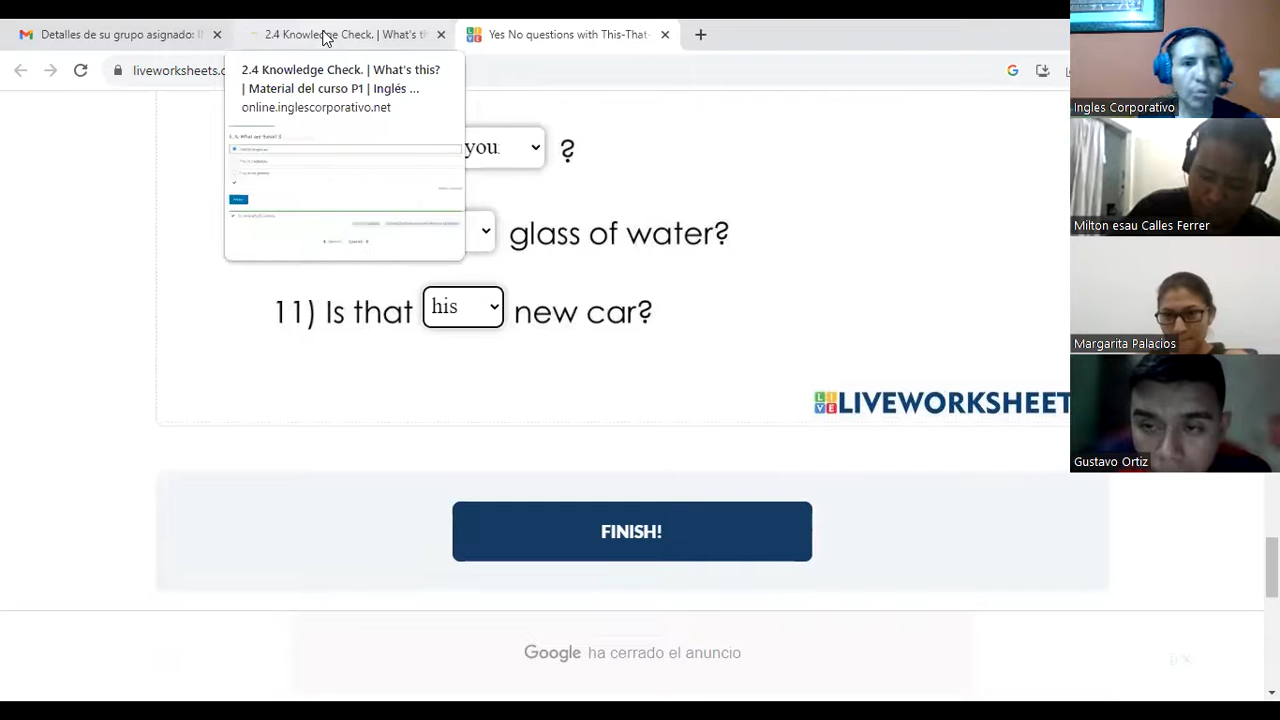 Detalles de su grupo asignado:
2.4 Knowledge Check. | What's
Yes No questions with This-That-
liveworksheets.c
2.4 Knowledge Check. | What's this?
| Material del curso P1 | Inglés ...
online.inglescorporativo.net
you
?
glass of water?
11) Is that his new car?
LIVEWORKSHEET
FINISH!
Google ha cerrado el anuncio
Ingles Corporativo
Milton esau Calles Ferrer
Margarita Palacios
Gustavo Ortiz